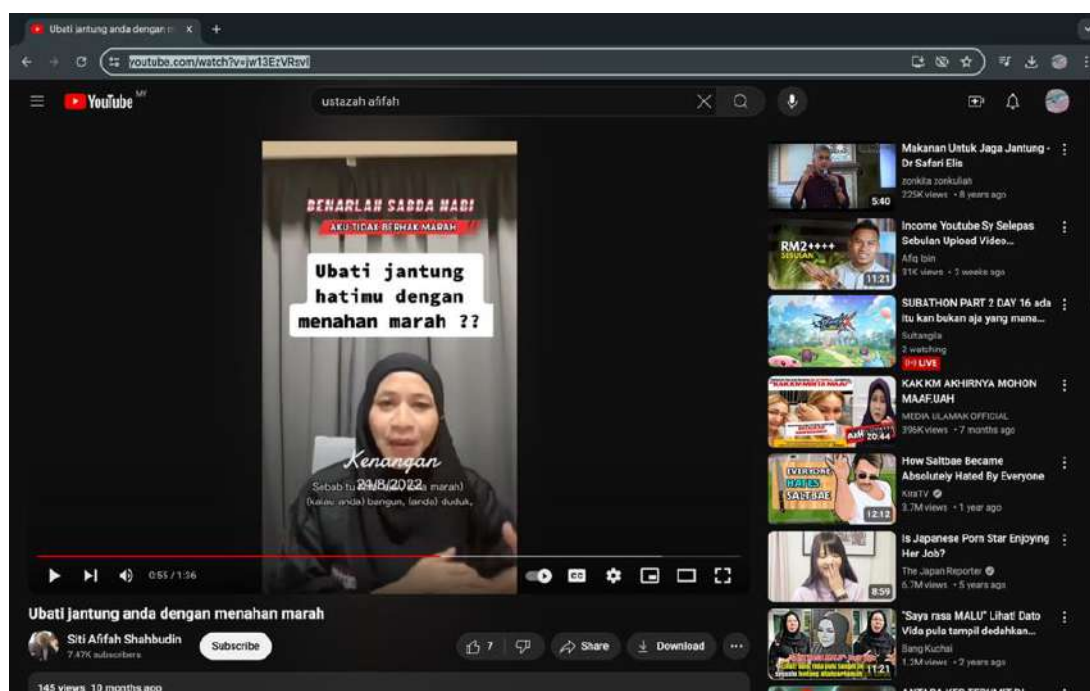 Ubati jantung anda dengan
youtube.com/watch?v=jw13EzVRsvI
YouTube MY
ustazah afifah
BENARLAH SABDA NABI
AKU TIDAK BERHAK MARAH
Ubati jantung
hatimu dengan
menahan marah ??
Kenangan
29/8/2022
Sebab tu marah)
(kalau anda) bangun, (anda) duduk,
0:55 / 1:36
CC
Ubati jantung anda dengan menahan marah
Siti Afifah Shahbudin
7.47K subscribers
Subscribe
7
Share
Download
145 views 10 months ago
5:40
Makanan Untuk Jaga Jantung -
Dr Safari Elis
zonkita zonkuliah
225K views • 8 years ago
RM2++++
SEBULAN
11:21
Income Youtube Sy Selepas
Sebulan Upload Video...
Afiq bin
weeks ago
SUBATHON PART 2 DAY 16 ada
itu kan bukan aja yang mana...
Sultangila
2 watching
LIVE
20:44
KAK KM AKHIRNYA MOHON
MAAF.UAH
MEDIA ULAMAK OFFICIAL
396K views • 7 months ago
EVERYONE
HATES
SALTBAE
12:12
How Saltbae Became
Absolutely Hated By Everyone
KiraTV
3.7M views • 1 year ago
8:59
Is Japanese Porn Star Enjoying
Her Job?
The Japan Reporter
6.7M views • 5 years ago
11:21
"Saya rasa MALU" Lihat! Dato
Vida pula tampil dedahkan...
Bang Kuchai
1.3M views • 2 years ago